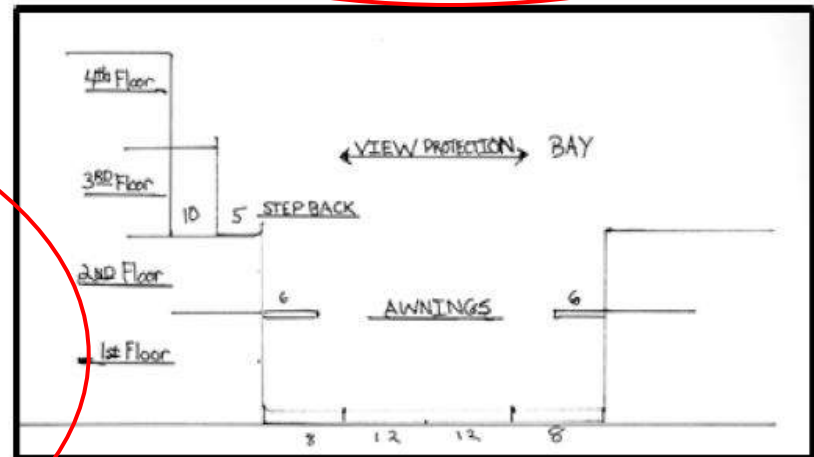 4th Floor
VIEW PROTECTION BAY
3RD Floor
10 5 STEP BACK
2ND Floor
6 AWNINGS 6
1st Floor
8 12 12 8